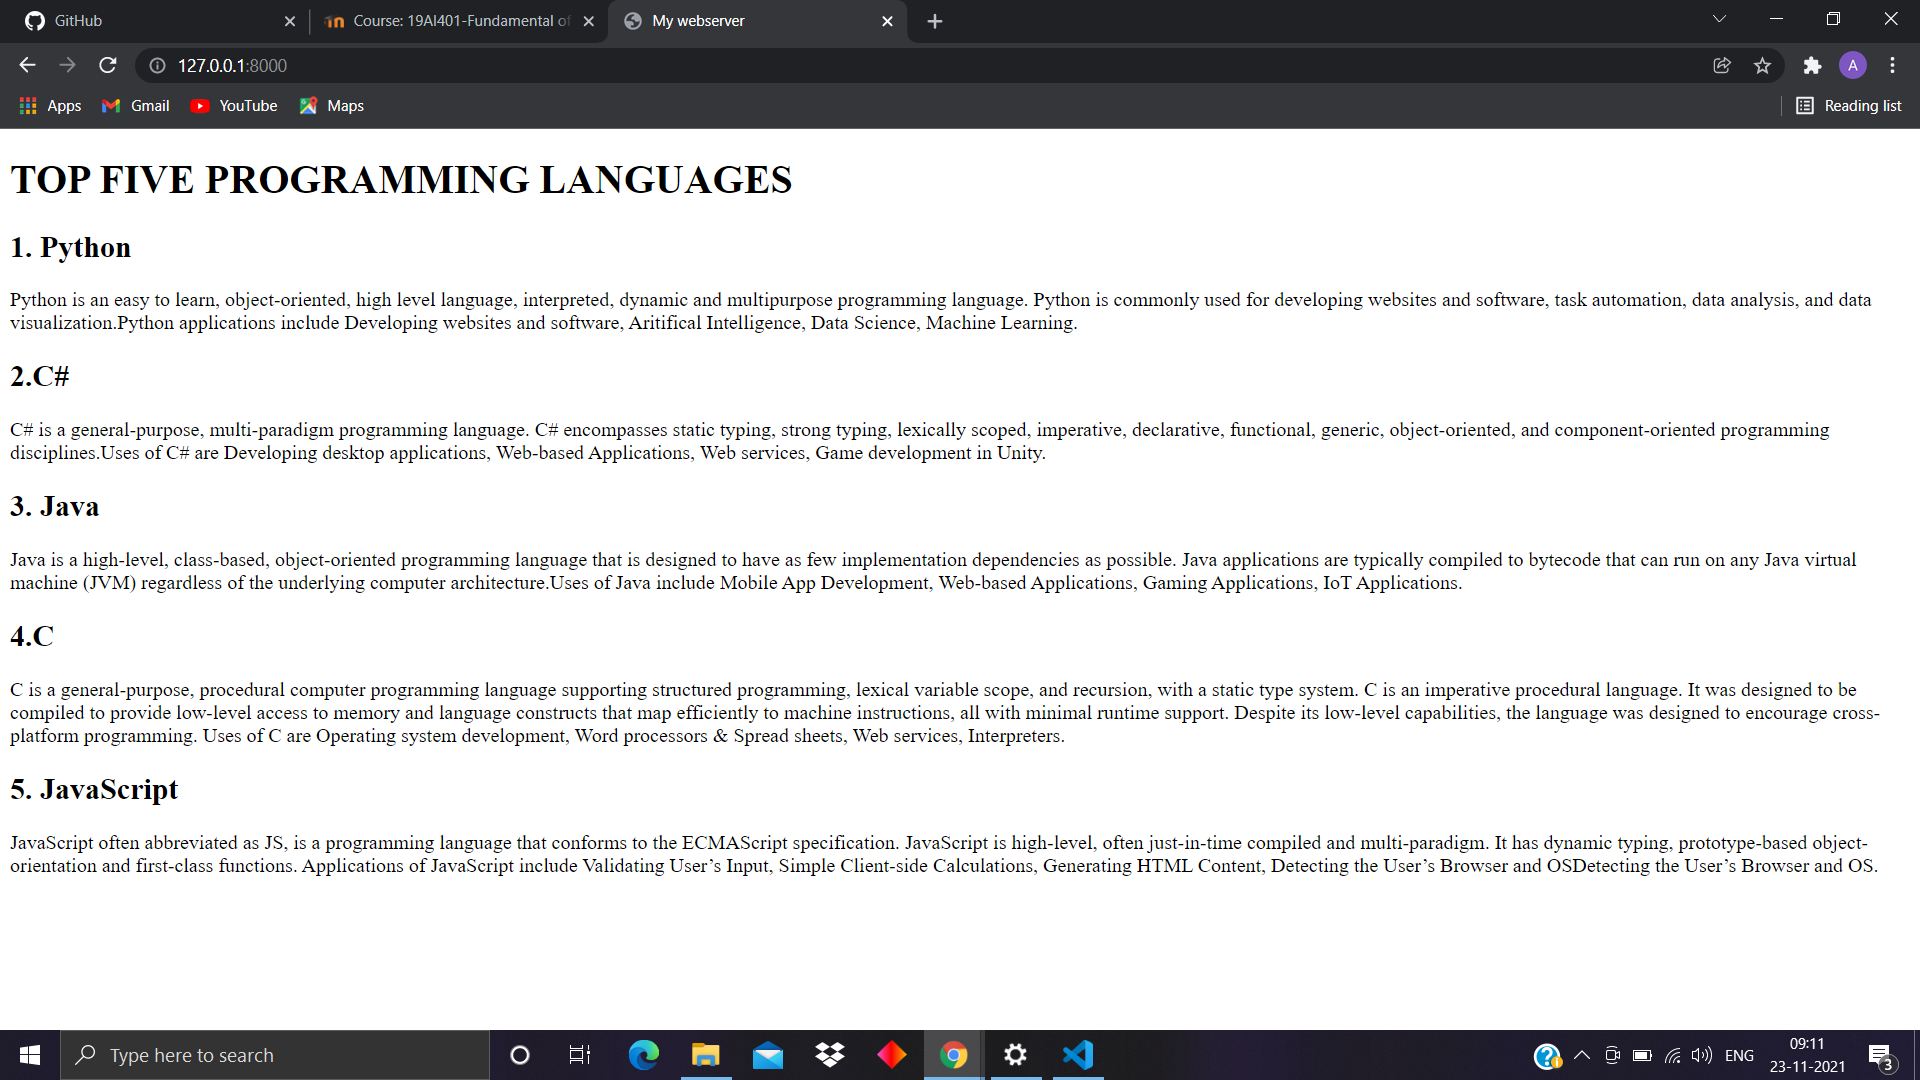 GitHub
Course: 19AI401-Fundamental of
My webserver
127.0.0.1:8000
Apps Gmail YouTube Maps Reading list
A
TOP FIVE PROGRAMMING LANGUAGES
1. Python
Python is an easy to learn, object-oriented, high level language, interpreted, dynamic and multipurpose programming language. Python is commonly used for developing websites and software, task automation, data analysis, and data
visualization.Python applications include Developing websites and software, Aritifical Intelligence, Data Science, Machine Learning.
2.C#
C# is a general-purpose, multi-paradigm programming language. C# encompasses static typing, strong typing, lexically scoped, imperative, declarative, functional, generic, object-oriented, and component-oriented programming
disciplines.Uses of C# are Developing desktop applications, Web-based Applications, Web services, Game development in Unity.
3. Java
Java is a high-level, class-based, object-oriented programming language that is designed to have as few implementation dependencies as possible. Java applications are typically compiled to bytecode that can run on any Java virtual
machine (JVM) regardless of the underlying computer architecture.Uses of Java include Mobile App Development, Web-based Applications, Gaming Applications, IoT Applications.
4.C
C is a general-purpose, procedural computer programming language supporting structured programming, lexical variable scope, and recursion, with a static type system. C is an imperative procedural language. It was designed to be
compiled to provide low-level access to memory and language constructs that map efficiently to machine instructions, all with minimal runtime support. Despite its low-level capabilities, the language was designed to encourage cross-
platform programming. Uses of C are Operating system development, Word processors & Spread sheets, Web services, Interpreters.
5. JavaScript
JavaScript often abbreviated as JS, is a programming language that conforms to the ECMAScript specification. JavaScript is high-level, often just-in-time compiled and multi-paradigm. It has dynamic typing, prototype-based object-
orientation and first-class functions. Applications of JavaScript include Validating User’s Input, Simple Client-side Calculations, Generating HTML Content, Detecting the User’s Browser and OSDetecting the User’s Browser and OS.
Type here to search
ENG
09:11
23-11-2021
3